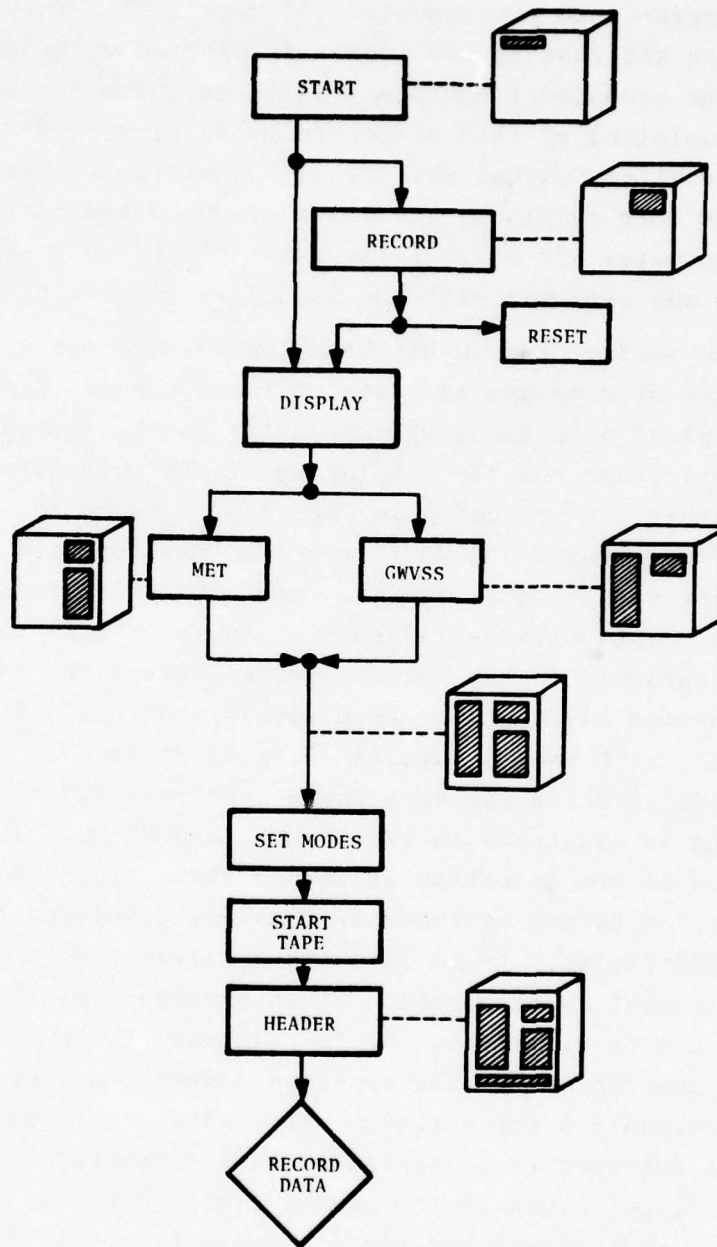 START
RECORD
RESET
DISPLAY
MET
GWVSS
SET MODES
START
TAPE
HEADER
RECORD
DATA